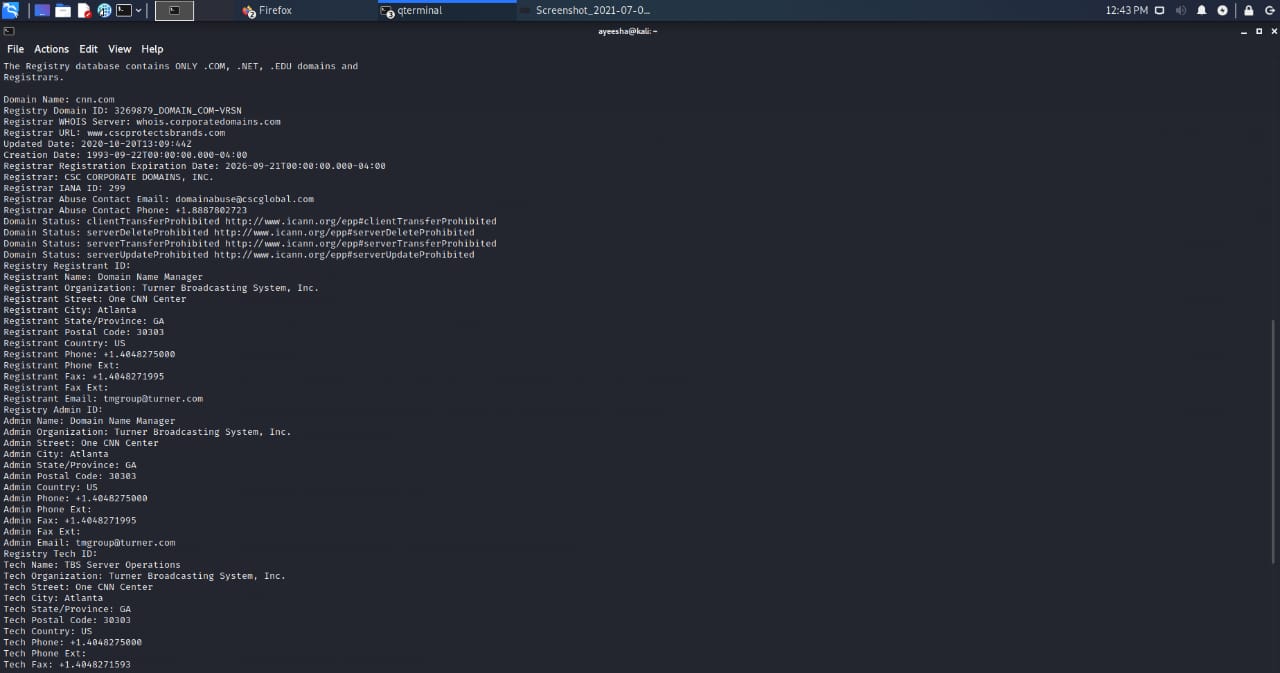 Firefox
2
qterminal
3
Screenshot_2021-07-0...
12:43 PM
ayeesha@kali: ~
File Actions Edit View Help
The Registry database contains ONLY .COM, .NET, .EDU domains and
Registrars.
Domain Name: cnn.com
Registry Domain ID: 3269879_DOMAIN_COM-VRSN
Registrar WHOIS Server: whois.corporatedomains.com
Registrar URL: www.cscprotectsbrands.com
Updated Date: 2020-10-20T13:09:44Z
Creation Date: 1993-09-22T00:00:00.000-04:00
Registrar Registration Expiration Date: 2026-09-21T00:00:00.000-04:00
Registrar: CSC CORPORATE DOMAINS, INC.
Registrar IANA ID: 299
Registrar Abuse Contact Email: domainabuse@cscglobal.com
Registrar Abuse Contact Phone: +1.8887802723
Domain Status: clientTransferProhibited http://www.icann.org/epp#clientTransferProhibited
Domain Status: serverDeleteProhibited http://www.icann.org/epp#serverDeleteProhibited
Domain Status: serverTransferProhibited http://www.icann.org/epp#serverTransferProhibited
Domain Status: serverUpdateProhibited http://www.icann.org/epp#serverUpdateProhibited
Registry Registrant ID:
Registrant Name: Domain Name Manager
Registrant Organization: Turner Broadcasting System, Inc.
Registrant Street: One CNN Center
Registrant City: Atlanta
Registrant State/Province: GA
Registrant Postal Code: 30303
Registrant Country: US
Registrant Phone: +1.4048275000
Registrant Phone Ext:
Registrant Fax: +1.4048271995
Registrant Fax Ext:
Registrant Email: tmgroup@turner.com
Registry Admin ID:
Admin Name: Domain Name Manager
Admin Organization: Turner Broadcasting System, Inc.
Admin Street: One CNN Center
Admin City: Atlanta
Admin State/Province: GA
Admin Postal Code: 30303
Admin Country: US
Admin Phone: +1.4048275000
Admin Phone Ext:
Admin Fax: +1.4048271995
Admin Fax Ext:
Admin Email: tmgroup@turner.com
Registry Tech ID:
Tech Name: TBS Server Operations
Tech Organization: Turner Broadcasting System, Inc.
Tech Street: One CNN Center
Tech City: Atlanta
Tech State/Province: GA
Tech Postal Code: 30303
Tech Country: US
Tech Phone: +1.4048275000
Tech Phone Ext:
Tech Fax: +1.4048271593